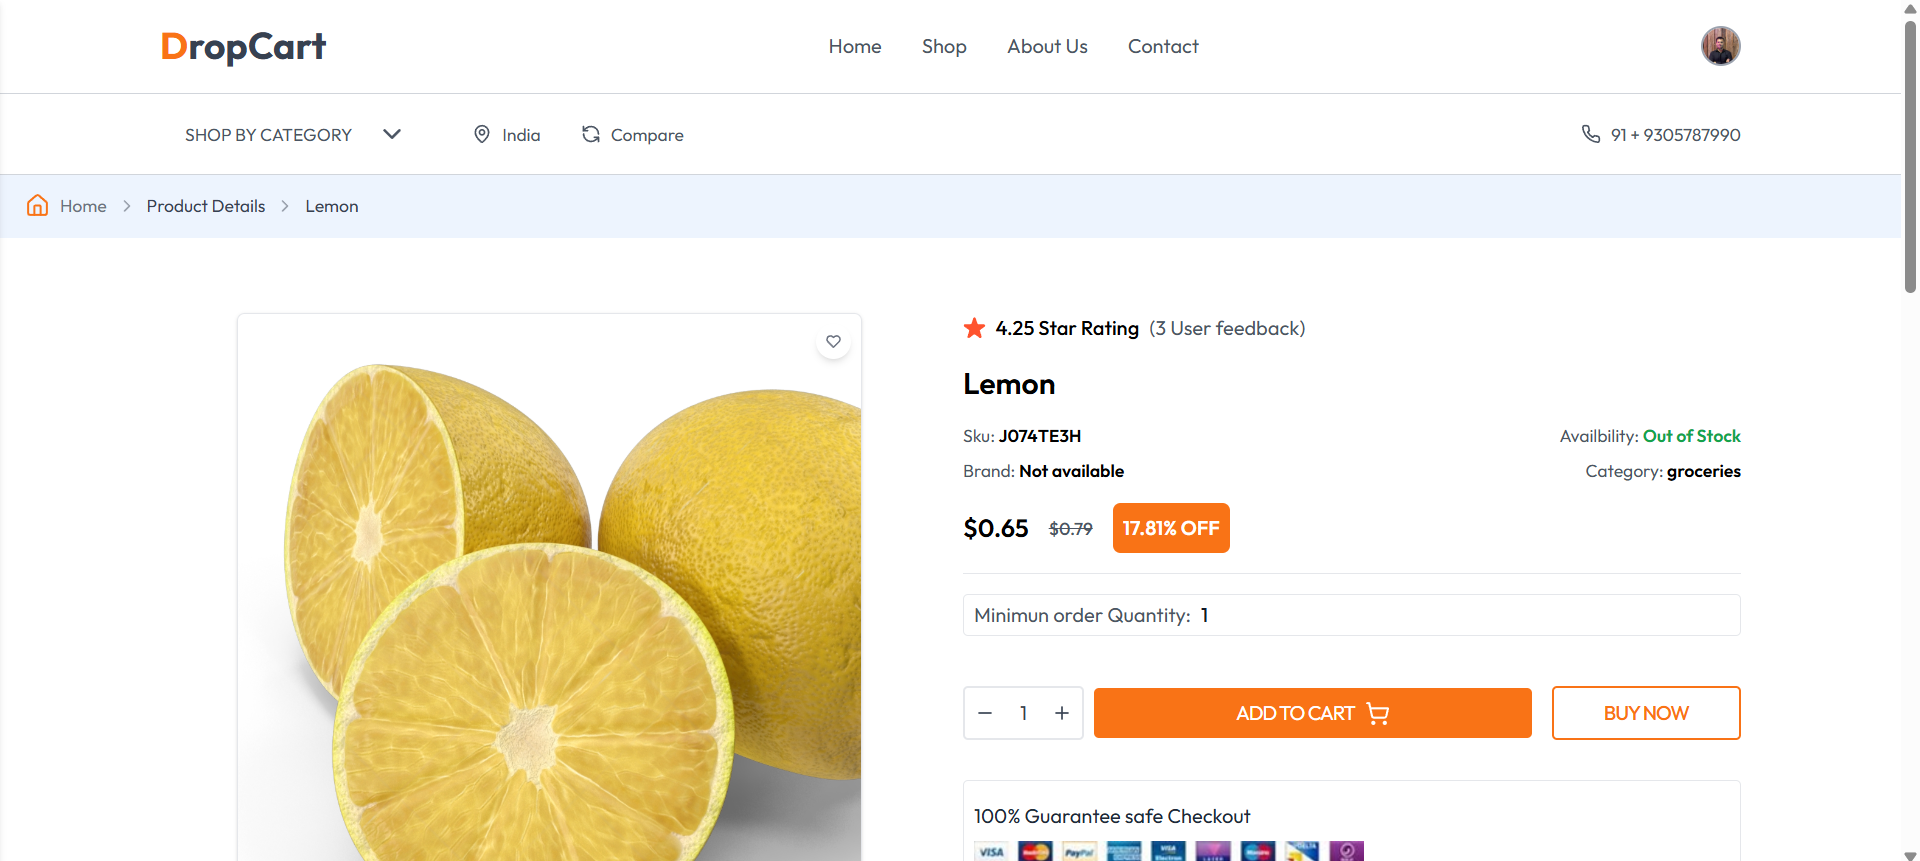 DropCart
Home Shop About Us Contact
SHOP BY CATEGORY India Compare 91 + 9305787990
Home Product Details Lemon
4.25 Star Rating (3 User feedback)
Lemon
Sku: J074TE3H Availbility: Out of Stock
Brand: Not available Category: groceries
$0.65 $0.79 17.81% OFF
Minimun order Quantity: 1
1 ADD TO CART BUY NOW
100% Guarantee safe Checkout
VISA PayPal VISA